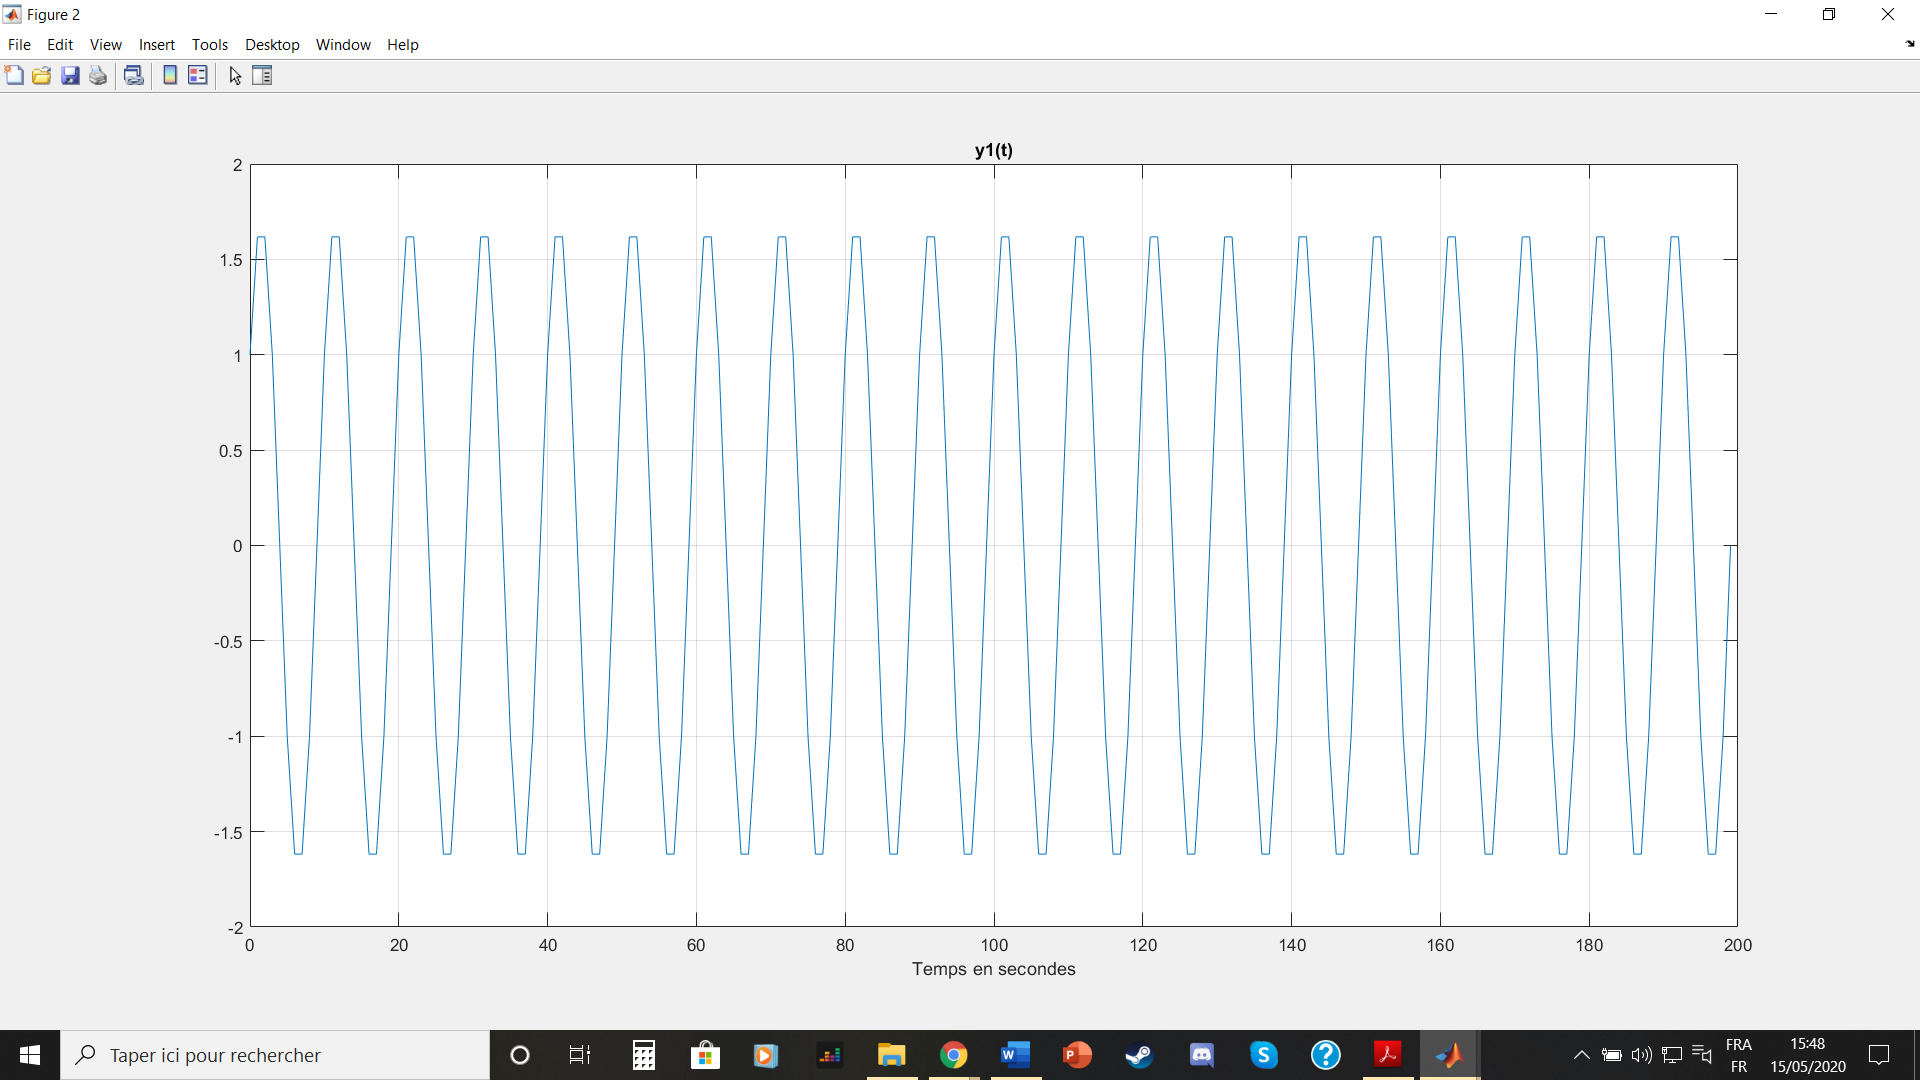 Figure 2
File Edit View Insert Tools Desktop Window Help
y1(t)
2
1.5
1
0.5
0
-0.5
-1
-1.5
-2
0 20 40 60 80 100 120 140 160 180 200
Temps en secondes
Taper ici pour rechercher
FRA
FR
15:48
15/05/2020